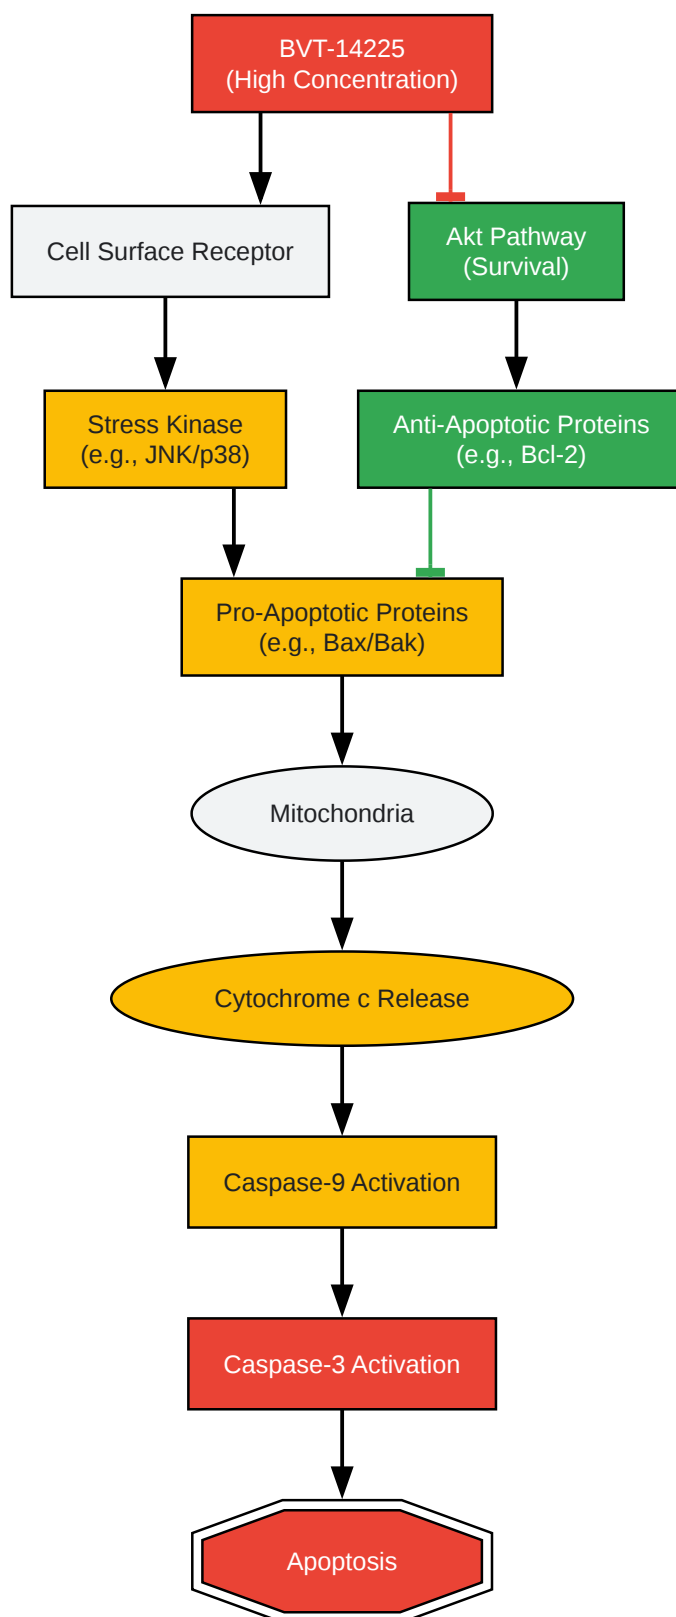 BVT-14225
(High Concentration)
Cell Surface Receptor
Akt Pathway
(Survival)
Stress Kinase
(e.g., JNK/p38)
Anti-Apoptotic Proteins
(e.g., Bcl-2)
Pro-Apoptotic Proteins
(e.g., Bax/Bak)
Mitochondria
Cytochrome c Release
Caspase-9 Activation
Caspase-3 Activation
Apoptosis